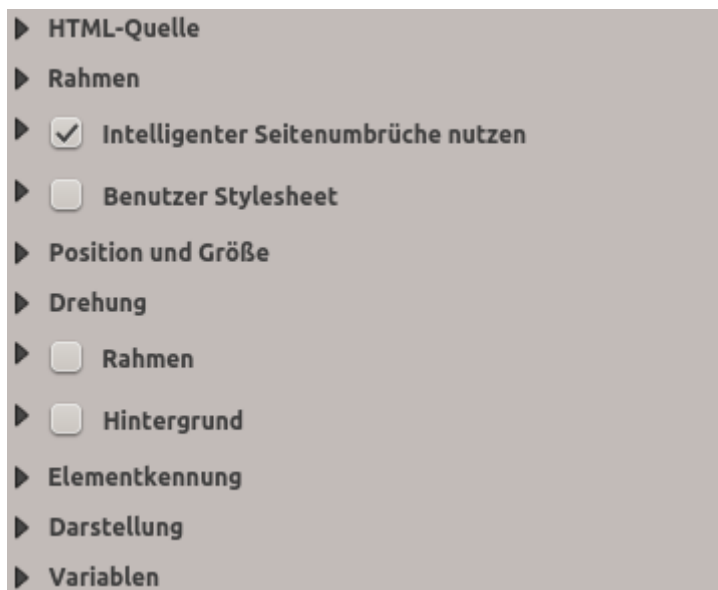 HTML-Quelle
Rahmen
Intelligenter Seitenumbrüche nutzen
Benutzer Stylesheet
Position und Größe
Drehung
Rahmen
Hintergrund
Elementkennung
Darstellung
Variablen